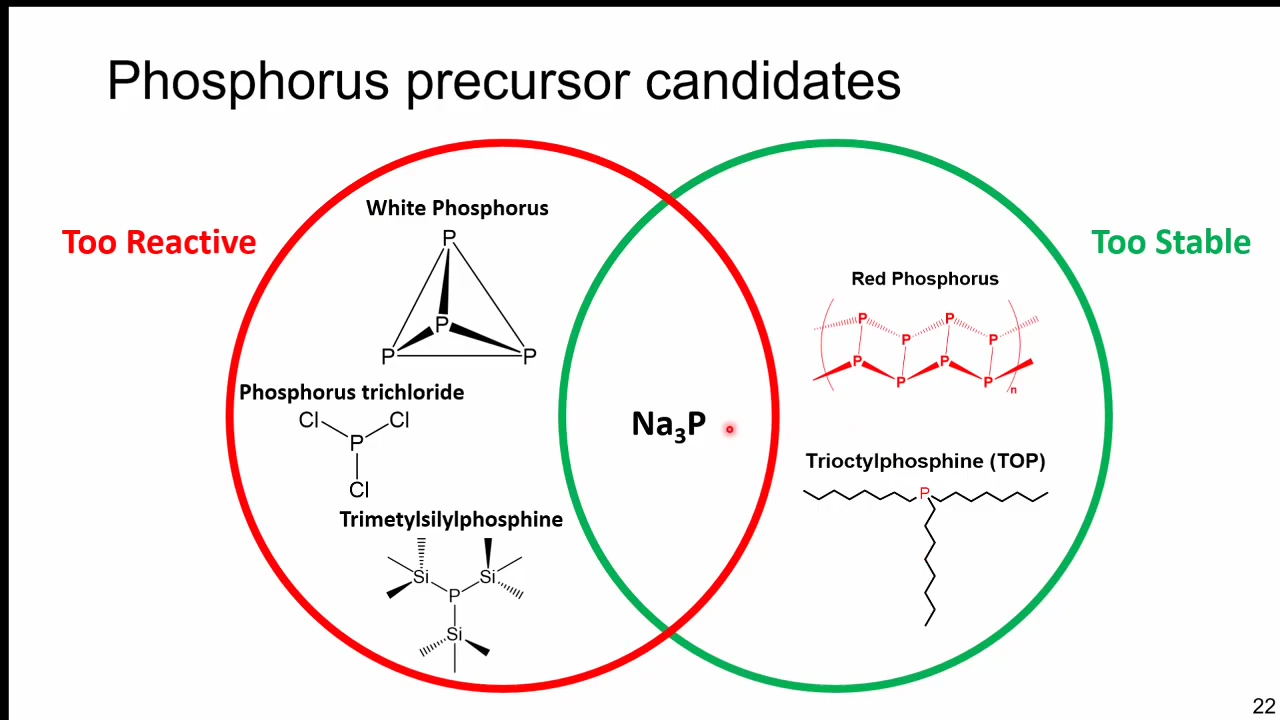 Phosphorus precursor candidates
Too Reactive
White Phosphorus
P
P
P
P
Phosphorus trichloride
Cl
Cl
P
Cl
Trimetylsilylphosphine
Si
Si
P
Si
Na₃P
Too Stable
Red Phosphorus
P
P
P
P
P
P
P
P
n
Trioctylphosphine (TOP)
P
22